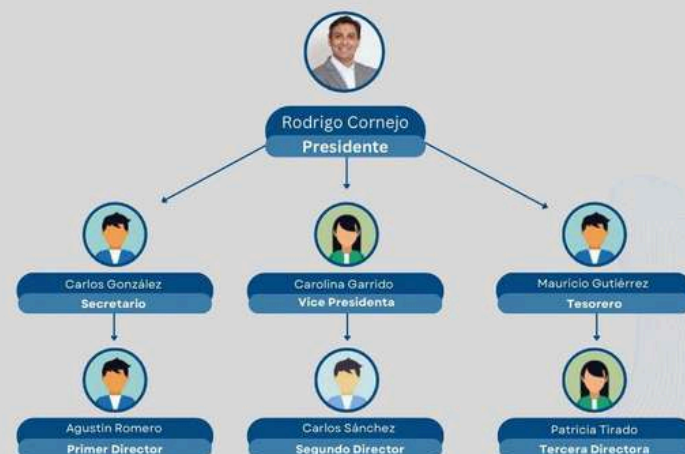 Rodrigo Cornejo
Presidente
Carlos González
Secretario
Carolina Garrido
Vice Presidenta
Mauricio Gutiérrez
Tesorero
Agustin Romero
Primer Director
Carlos Sánchez
Segundo Director
Patricia Tirado
Tercera Directora